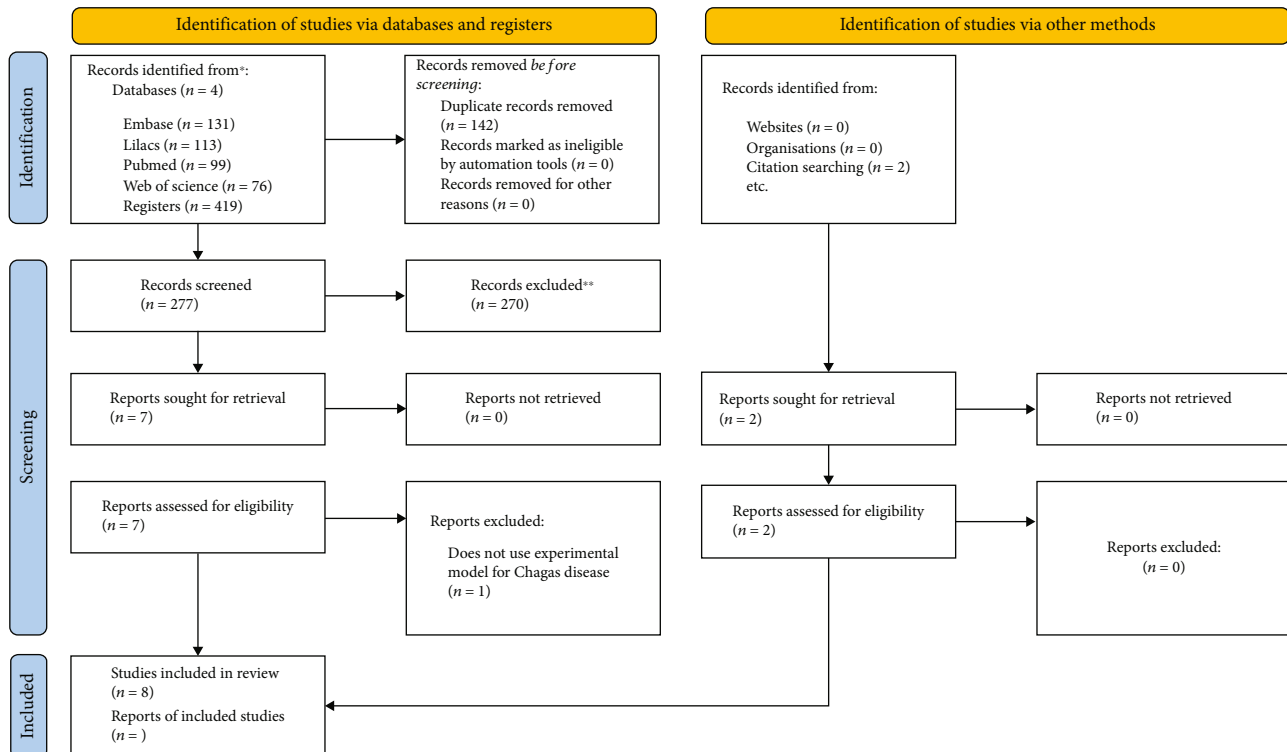 Identification of studies via databases and registers
Identification of studies via other methods
Identification
Records identified from*:
Databases (n = 4)
Embase (n = 131)
Lilacs (n = 113)
Pubmed (n = 99)
Web of science (n = 76)
Registers (n = 419)
Records removed before
screening:
Duplicate records removed
(n = 142)
Records marked as ineligible
by automation tools (n = 0)
Records removed for other
reasons (n = 0)
Records identified from:
Websites (n = 0)
Organisations (n = 0)
Citation searching (n = 2)
etc.
Screening
Records screened
(n = 277)
Records excluded**
(n = 270)
Reports sought for retrieval
(n = 7)
Reports not retrieved
(n = 0)
Reports sought for retrieval
(n = 2)
Reports not retrieved
(n = 0)
Reports assessed for eligibility
(n = 7)
Reports excluded:
Does not use experimental
model for Chagas disease
(n = 1)
Reports assessed for eligibility
(n = 2)
Reports excluded:
(n = 0)
Included
Studies included in review
(n = 8)
Reports of included studies
(n = )